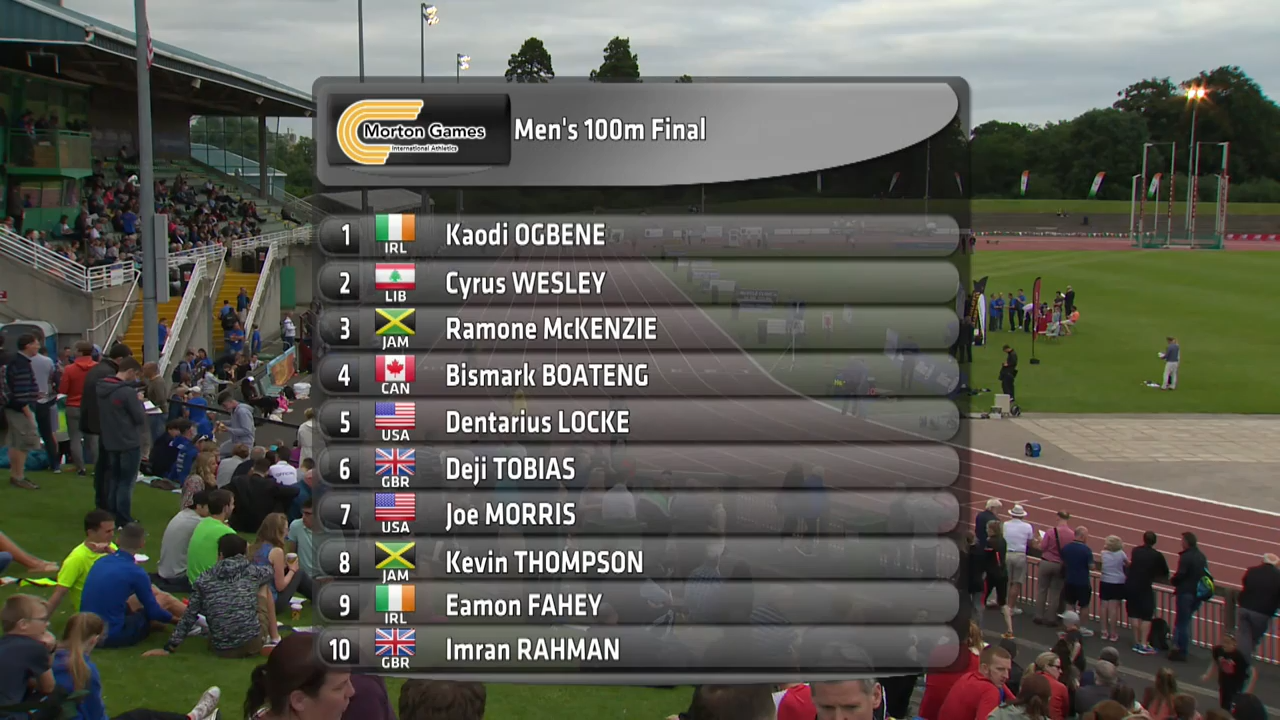 Morton Games
International Athletics
Men's 100m Final
1 IRL Kaodi OGBENE
2 LIB Cyrus WESLEY
3 JAM Ramone McKENZIE
4 CAN Bismark BOATENG
5 USA Dentarius LOCKE
6 GBR Deji TOBIAS
7 USA Joe MORRIS
8 JAM Kevin THOMPSON
9 IRL Eamon FAHEY
10 GBR Imran RAHMAN